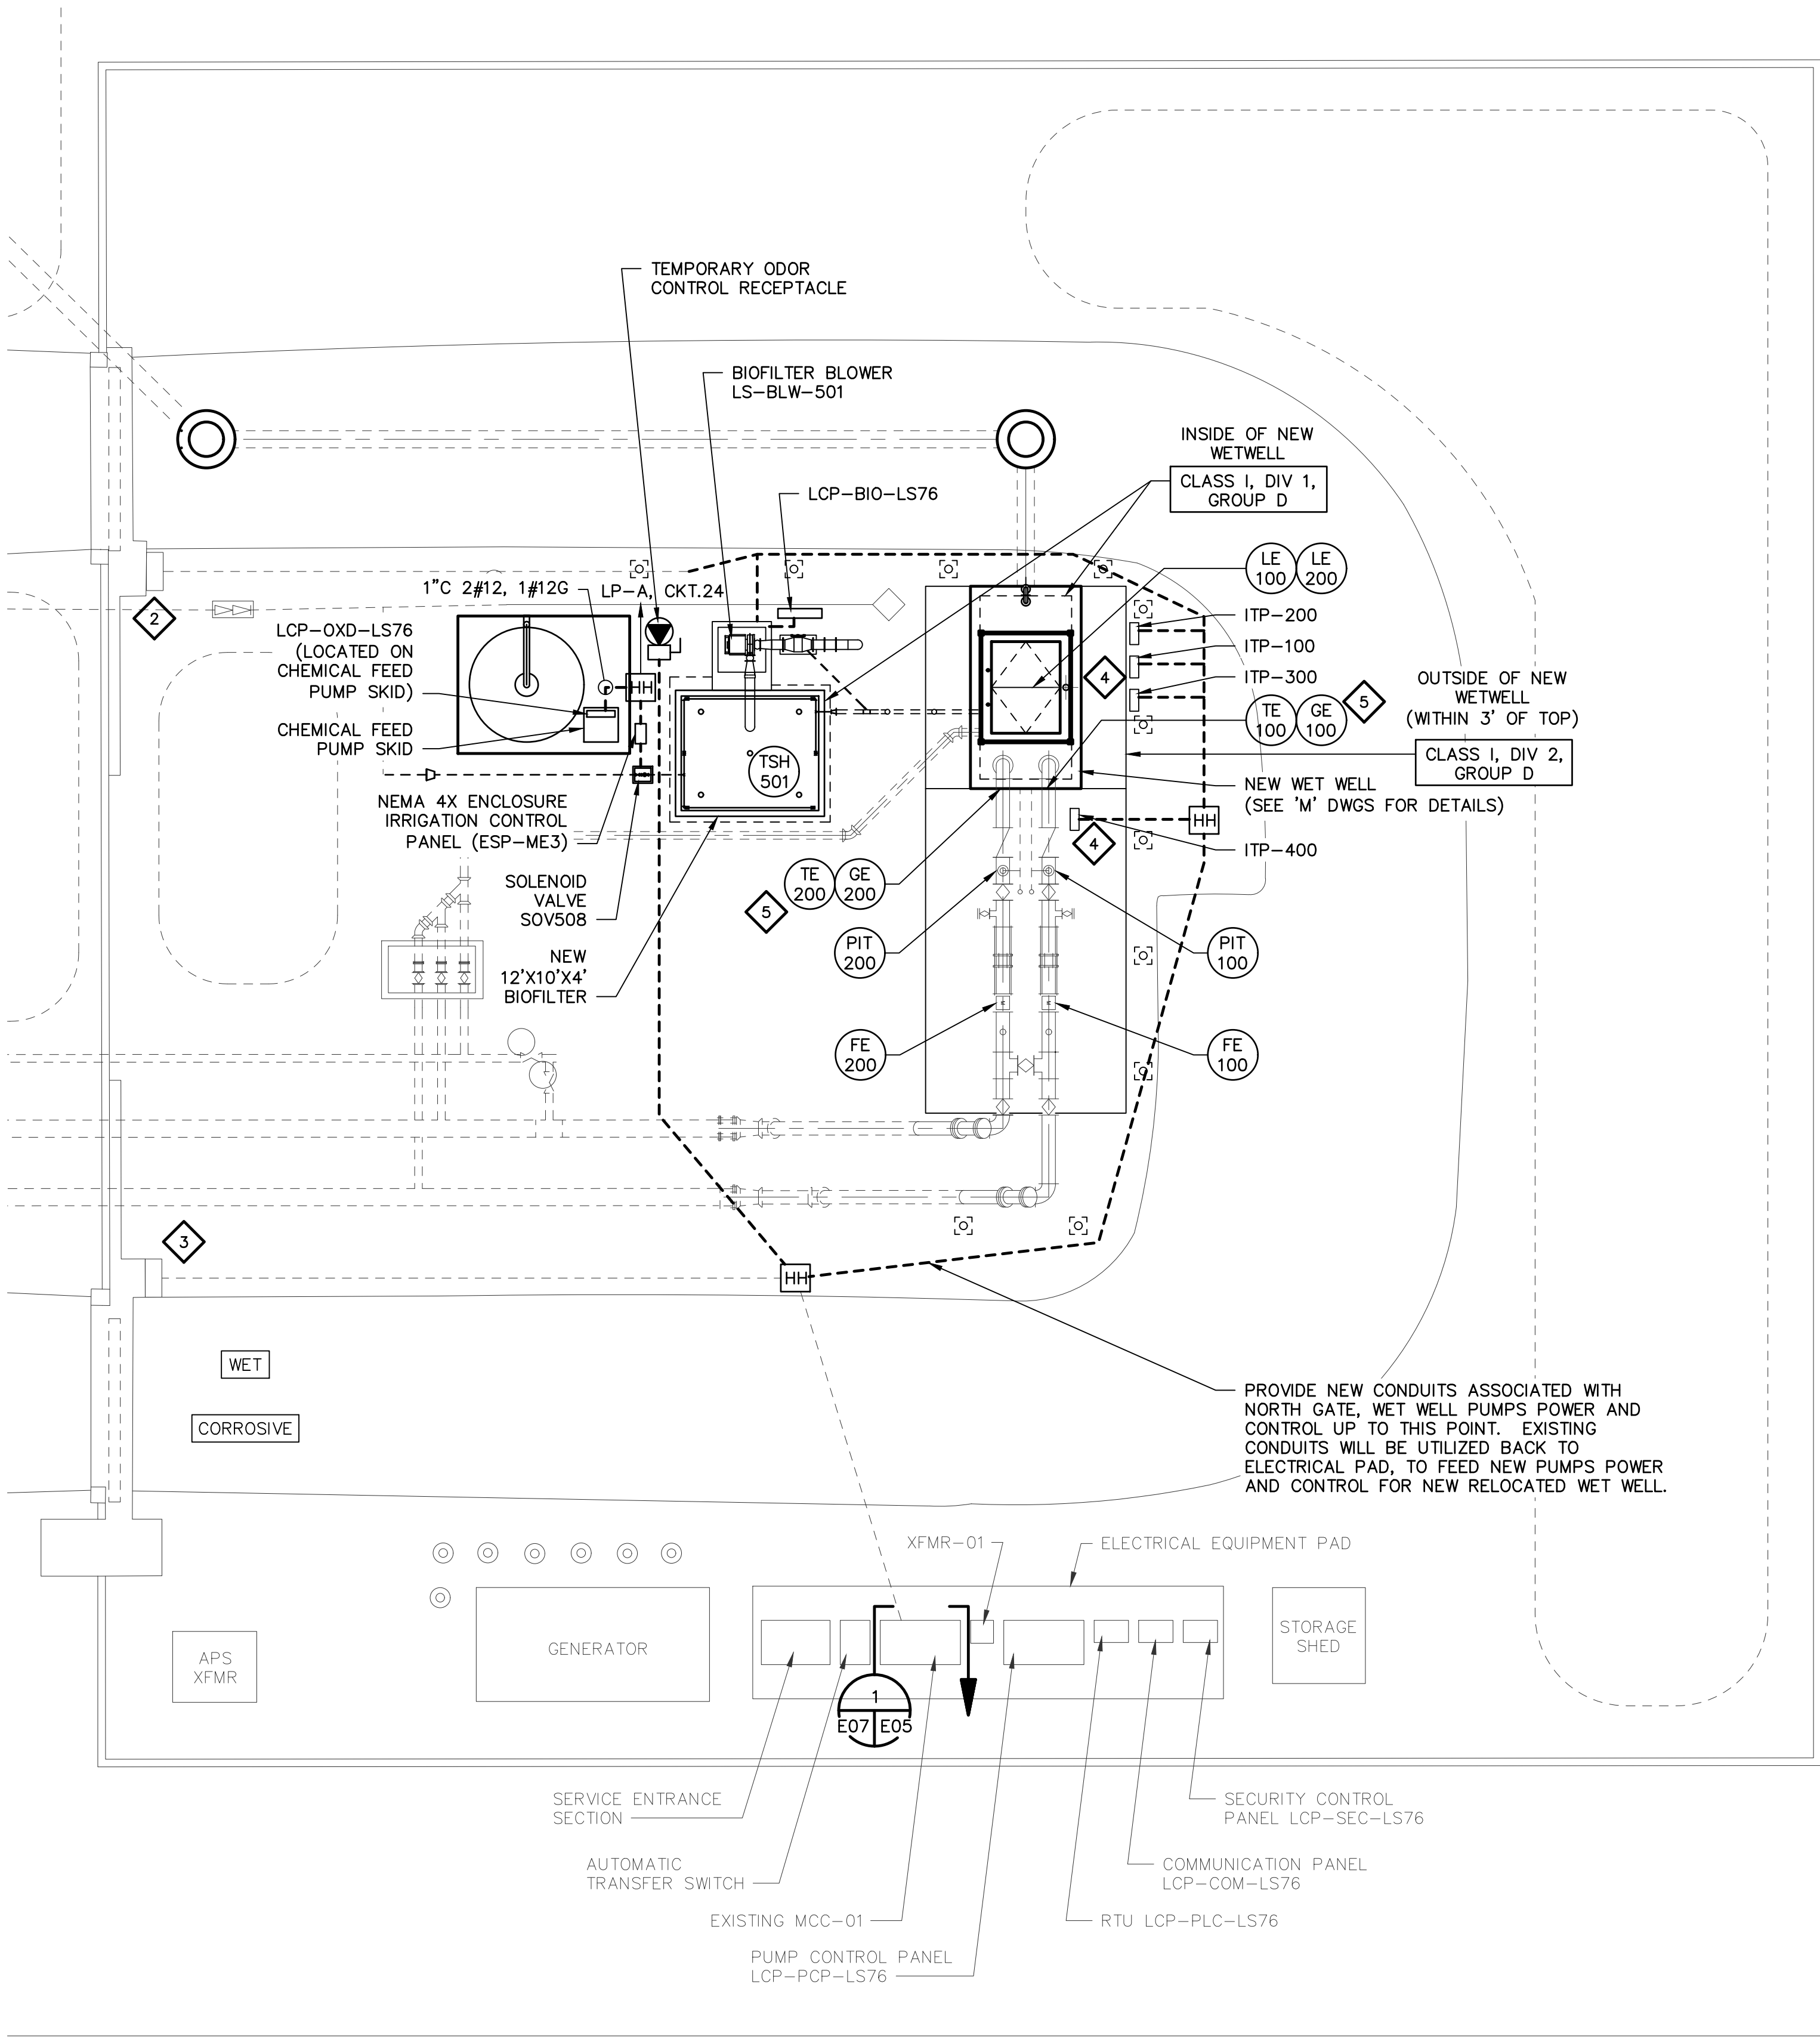 TEMPORARY ODOR
CONTROL RECEPTACLE
BIOFILTER BLOWER
LS-BLW-501
INSIDE OF NEW
WETWELL
CLASS I, DIV 1,
GROUP D
LCP-BIO-LS76
LE
100
LE
200
1"C 2#12, 1#12G
LP-A, CKT.24
2
ITP-200
ITP-100
ITP-300
LCP-OXD-LS76
(LOCATED ON
CHEMICAL FEED
PUMP SKID)
HH
4
5
OUTSIDE OF NEW
WETWELL
(WITHIN 3' OF TOP)
CLASS I, DIV 2,
GROUP D
TE
100
GE
100
CHEMICAL FEED
PUMP SKID
TSH
501
NEW WET WELL
(SEE 'M' DWGS FOR DETAILS)
NEMA 4X ENCLOSURE
IRRIGATION CONTROL
PANEL (ESP-ME3)
HH
4
ITP-400
TE
200
GE
200
5
SOLENOID
VALVE
SOV508
PIT
200
PIT
100
NEW
12'X10'X4'
BIOFILTER
FE
200
FE
100
3
HH
WET
CORROSIVE
PROVIDE NEW CONDUITS ASSOCIATED WITH
NORTH GATE, WET WELL PUMPS POWER AND
CONTROL UP TO THIS POINT. EXISTING
CONDUITS WILL BE UTILIZED BACK TO
ELECTRICAL PAD, TO FEED NEW PUMPS POWER
AND CONTROL FOR NEW RELOCATED WET WELL.
XFMR-01
ELECTRICAL EQUIPMENT PAD
APS
XFMR
GENERATOR
STORAGE
SHED
1
E07
E05
SERVICE ENTRANCE
SECTION
SECURITY CONTROL
PANEL LCP-SEC-LS76
AUTOMATIC
TRANSFER SWITCH
COMMUNICATION PANEL
LCP-COM-LS76
EXISTING MCC-01
RTU LCP-PLC-LS76
PUMP CONTROL PANEL
LCP-PCP-LS76